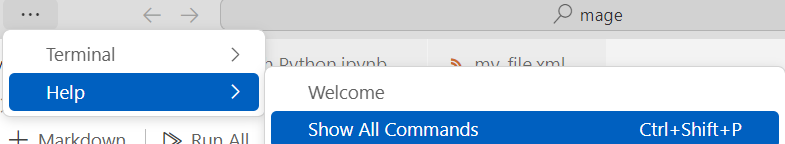 ... mage
Terminal
Python.ipynb my_file.xml
Help
Welcome
Markdown Run All
Show All Commands Ctrl+Shift+P